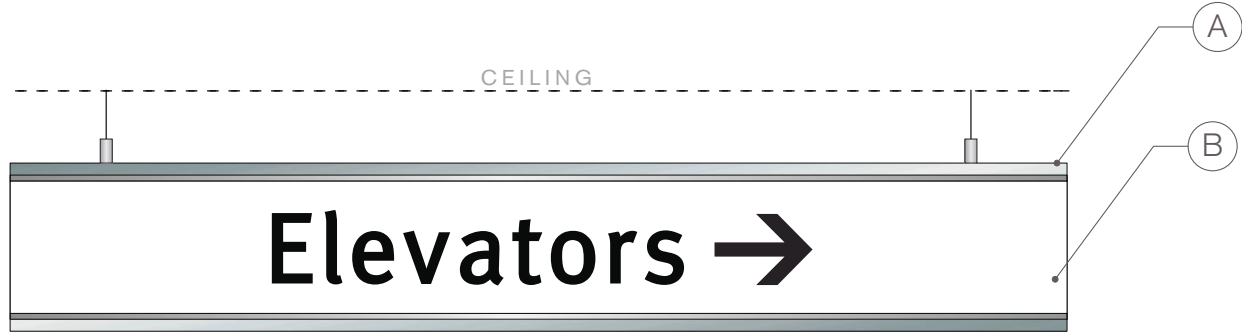 A
CEILING
B
Elevators →